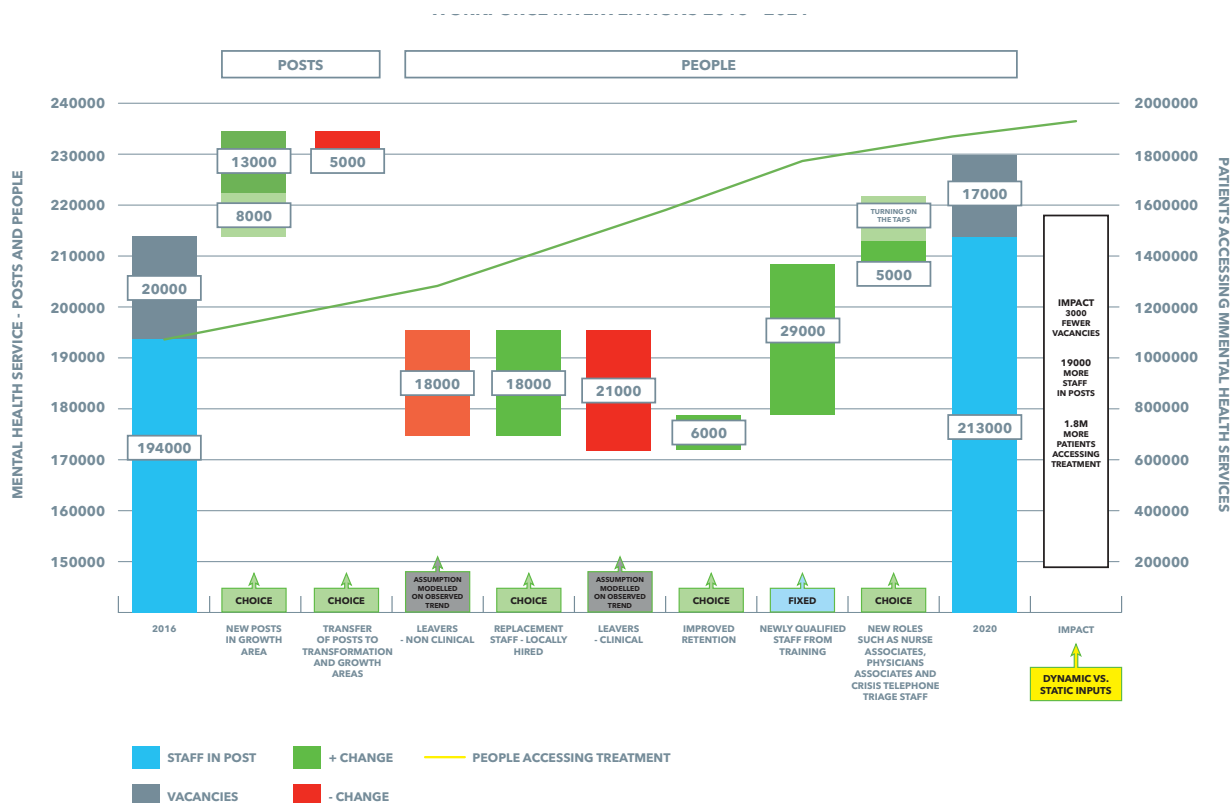 POSTS
PEOPLE
MENTAL HEALTH SERVICE - POSTS AND PEOPLE
240000
230000
220000
210000
200000
190000
180000
170000
160000
150000
2000000
1800000
1600000
1400000
1200000
1000000
800000
600000
400000
200000
PATIENTS ACCESSING MMENTAL HEALTH SERVICES
20000
194000
13000
8000
5000
18000
18000
21000
6000
29000
TURNING ON
THE TAPS
5000
17000
213000
IMPACT
3000
FEWER
VACANCIES
19000
MORE
STAFF
IN POSTS
1.8M
MORE
PATIENTS
ACCESSING
TREATMENT
CHOICE
CHOICE
ASSUMPTION
MODELLED
ON OBSERVED
TREND
CHOICE
ASSUMPTION
MODELLED
ON OBSERVED
TREND
CHOICE
FIXED
CHOICE
2016
NEW POSTS
IN GROWTH
AREA
TRANSFER
OF POSTS TO
TRANSFORMATION
AND GROWTH
AREAS
LEAVERS
- NON CLINICAL
REPLACEMENT
STAFF - LOCALLY
HIRED
LEAVERS
- CLINICAL
IMPROVED
RETENTION
NEWLY QUALIFIED
STAFF FROM
TRAINING
NEW ROLES
SUCH AS NURSE
ASSOCIATES,
PHYSICIANS
ASSOCIATES AND
CRISIS TELEPHONE
TRIAGE STAFF
2020
IMPACT
DYNAMIC VS.
STATIC INPUTS
STAFF IN POST
+ CHANGE
PEOPLE ACCESSING TREATMENT
VACANCIES
- CHANGE